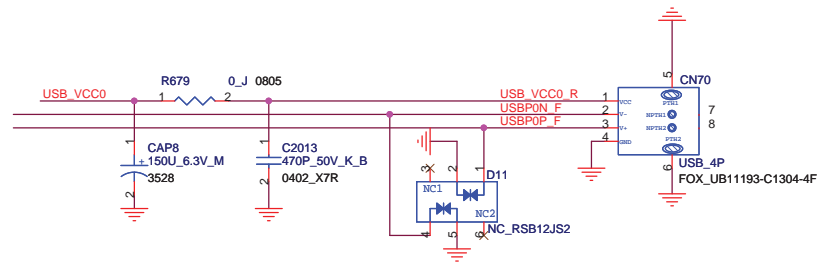 5
CN70
R679
0_J 0805
USB_VCC0
1
2
USB_VCC0_R
1
VCC
PTH1
USBP0N_F
2
V-
NPTH1
7
USBP0P_F
3
V+
NPTH2
8
4
GND
PTH2
1
CAP8
+
150U_6.3V_M
3528
2
1
C2013
470P_50V_K_B
0402_X7R
2
3
2
1
D11
NC1
NC2
4
5
6
NC_RSB12JS2
6
USB_4P
FOX_UB11193-C1304-4F